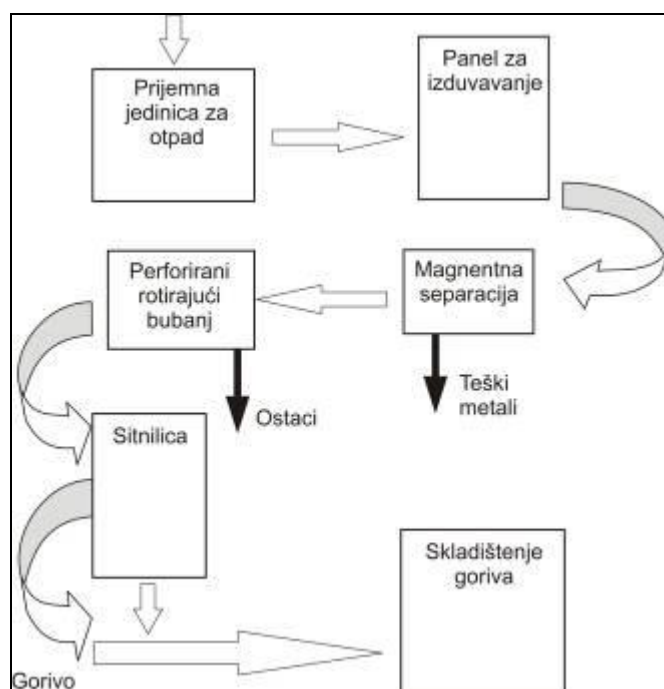 Prijemna
jedinica za
otpad
Panel za
izduvavanje
Perforirani
rotirajući
bubanj
Magnentna
separacija
Ostaci
Teški
metali
Sitnilica
Skladištenje
goriva
Gorivo